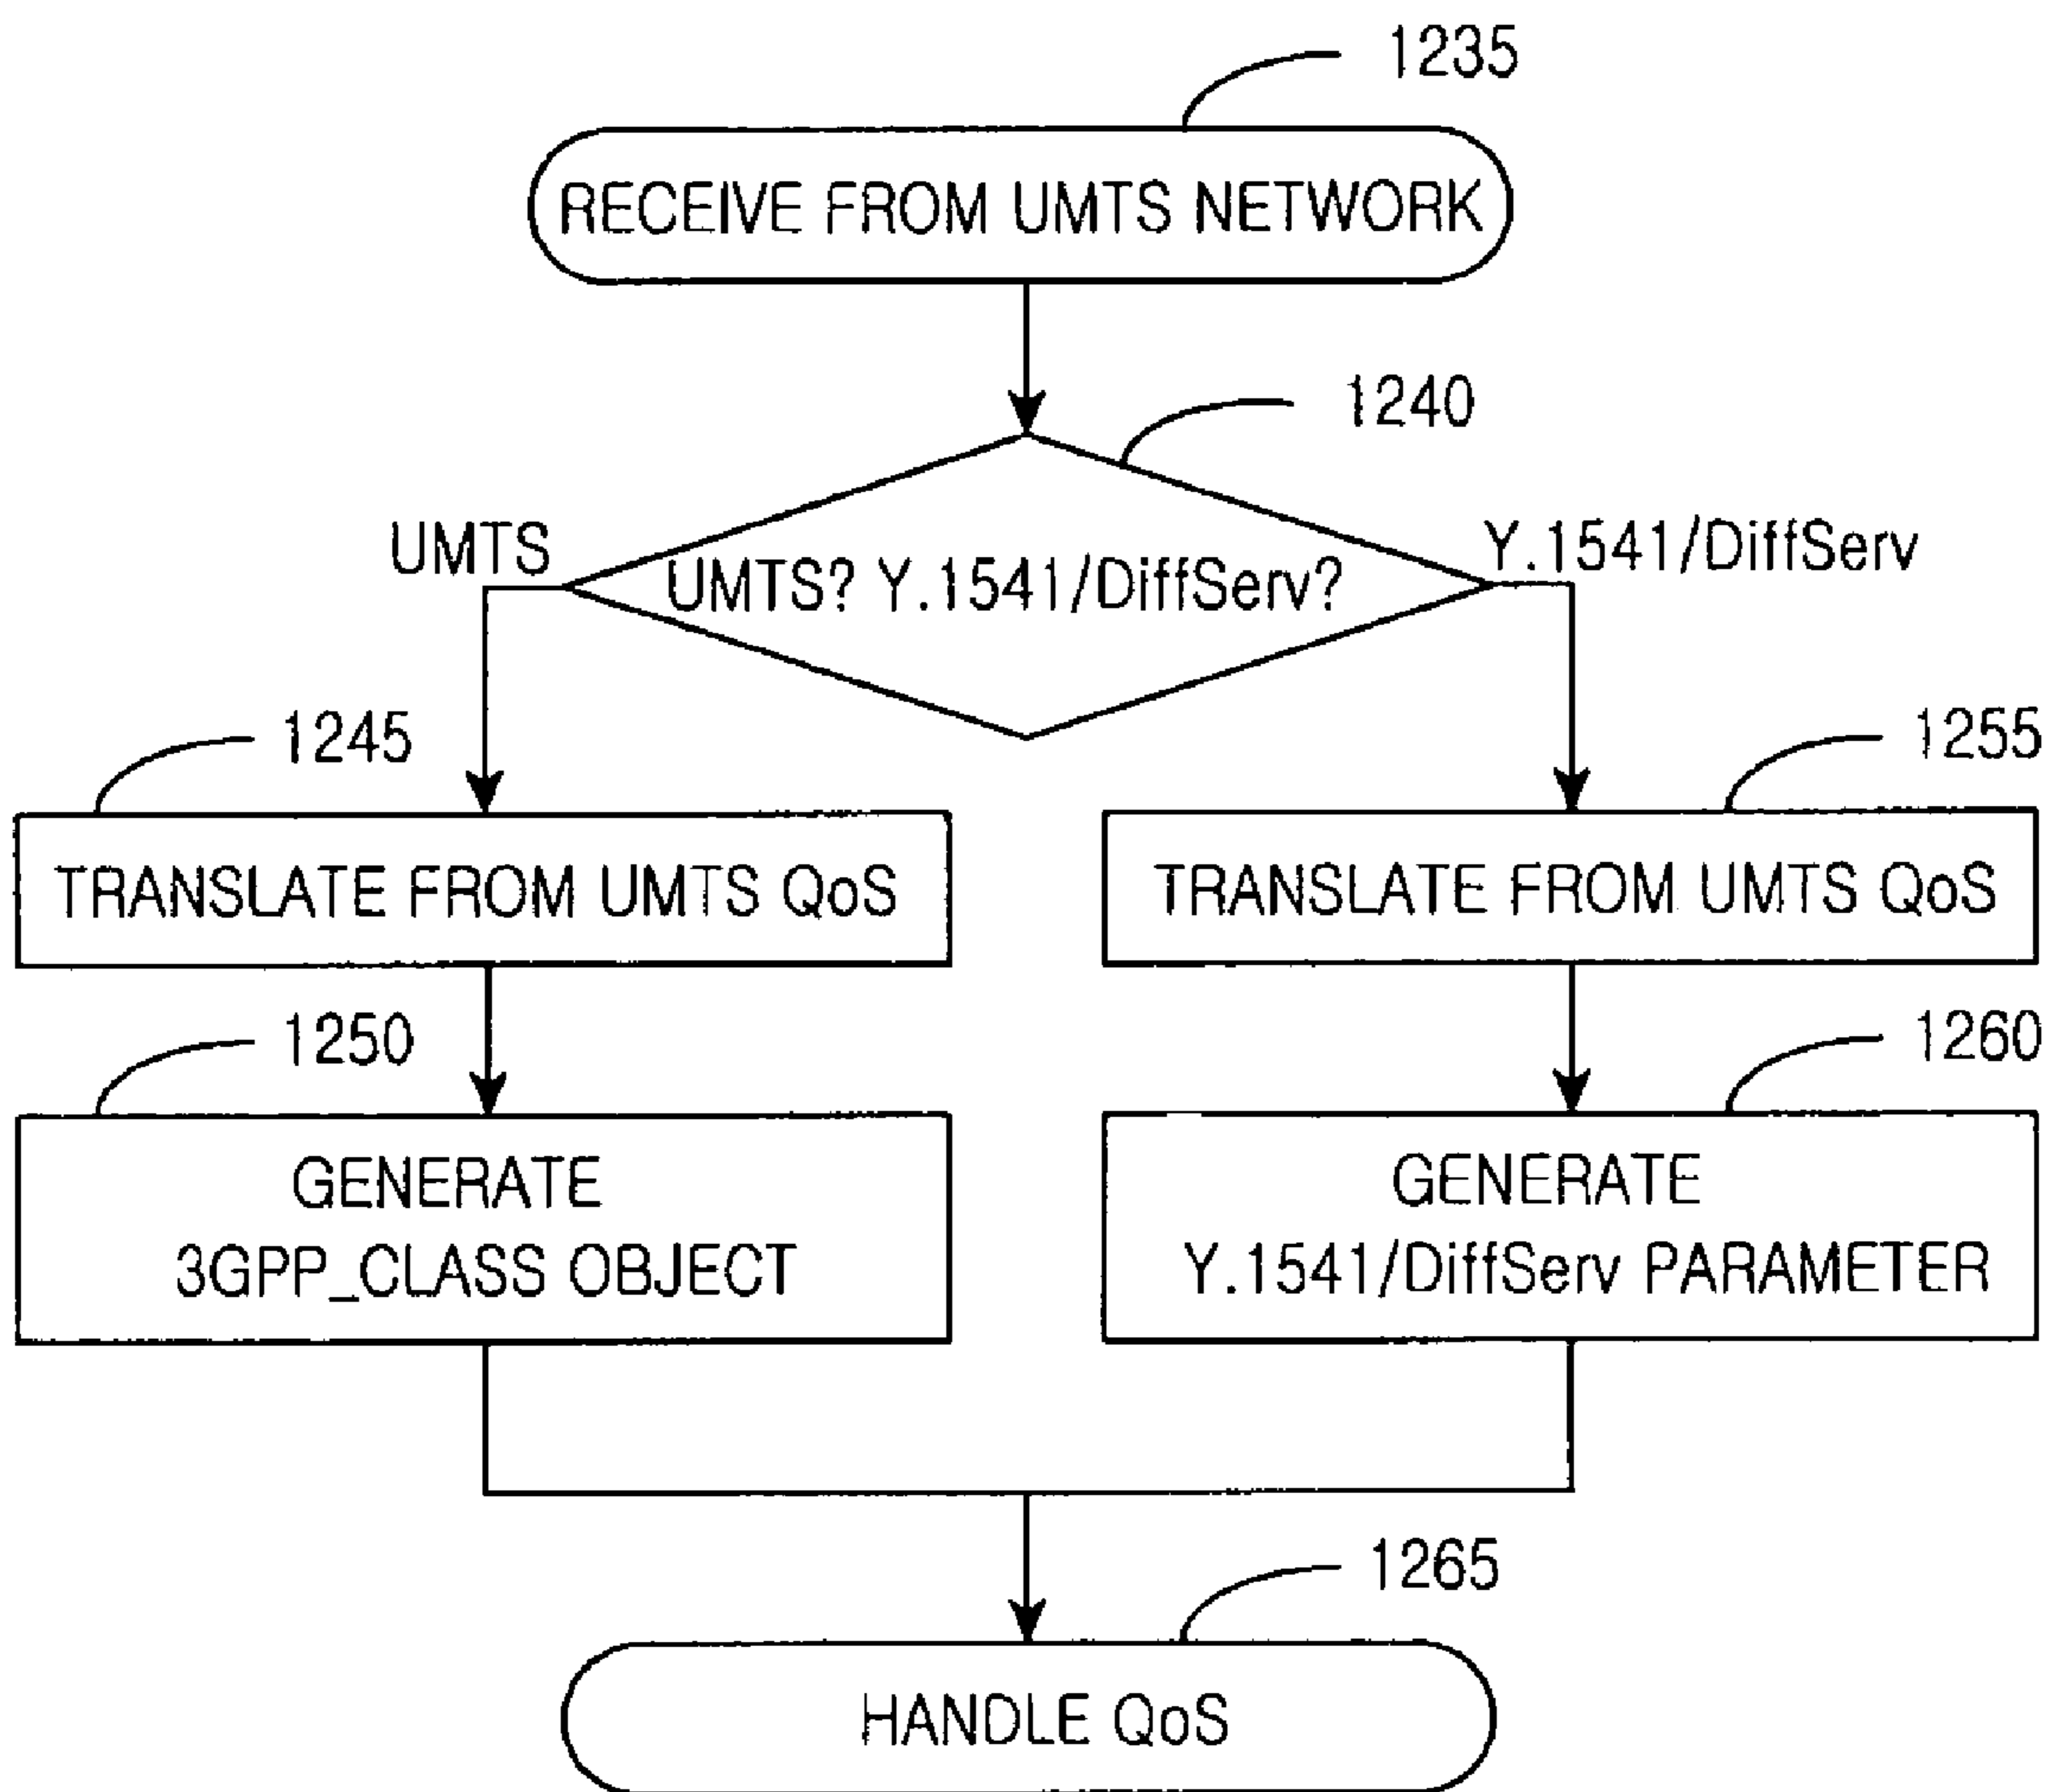 1235
RECEIVE FROM UMTS NETWORK
1240
UMTS
UMTS? Y.1541/DiffServ?
Y.1541/DiffServ
1245
1255
TRANSLATE FROM UMTS QoS
TRANSLATE FROM UMTS QoS
1250
1260
GENERATE
3GPP_CLASS OBJECT
GENERATE
Y.1541/DiffServ PARAMETER
1265
HANDLE QoS